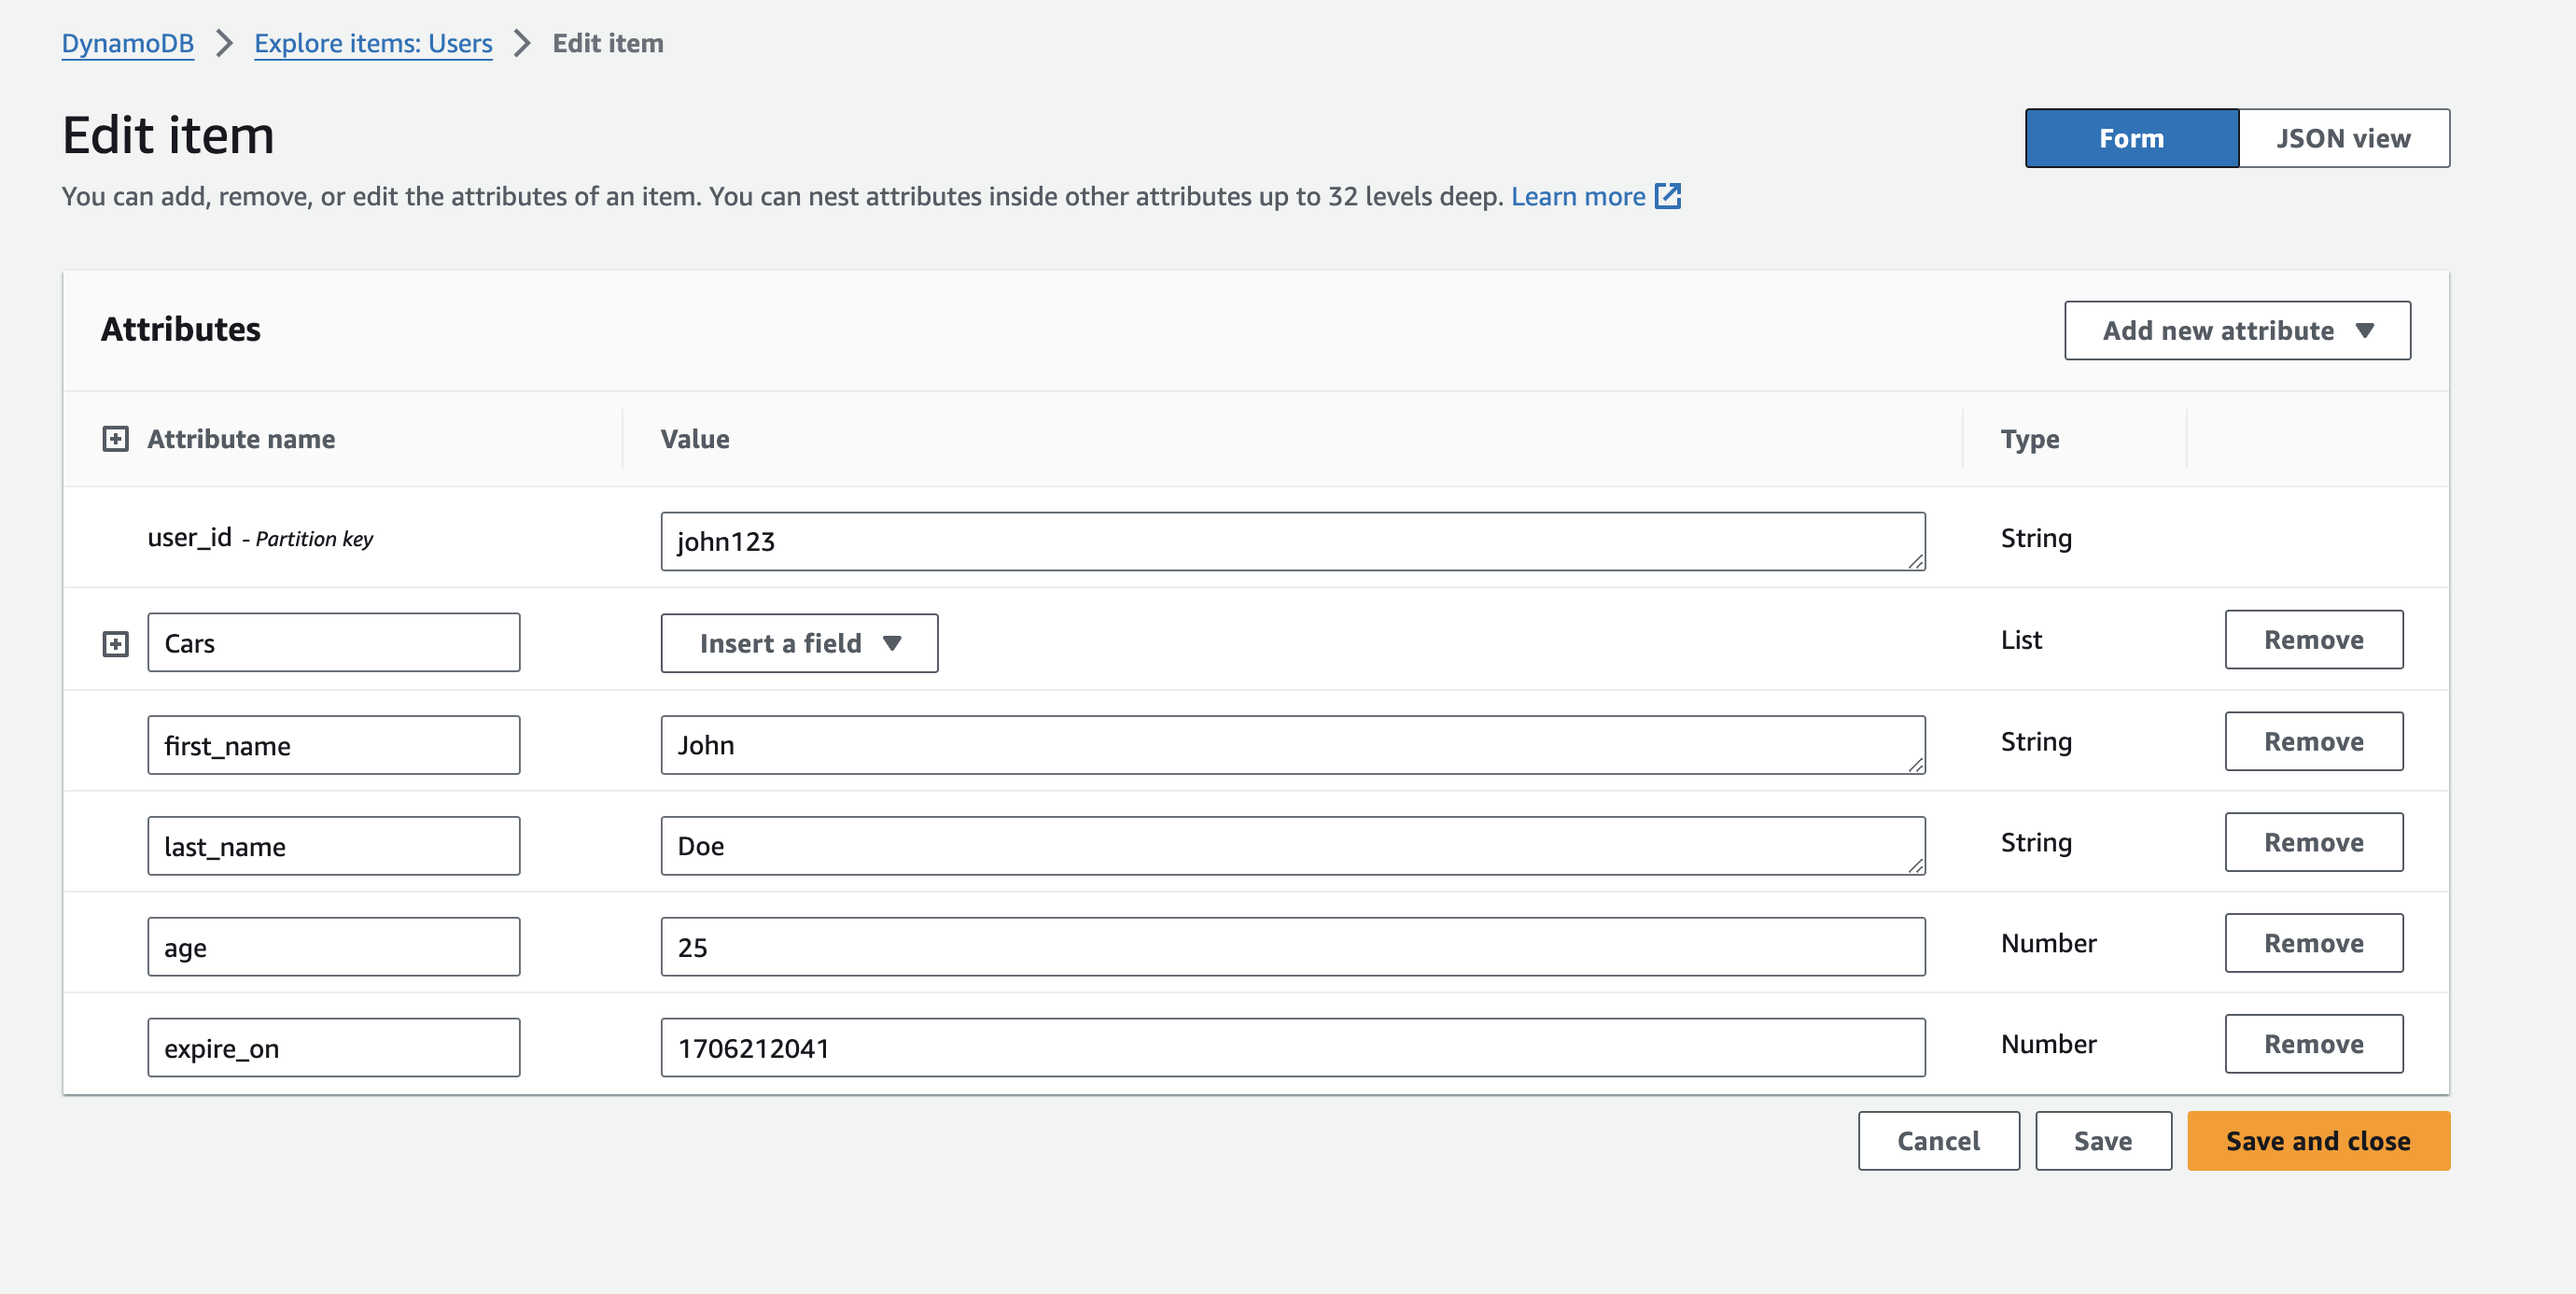 DynamoDB > Explore items: Users > Edit item
Edit item
Form JSON view
You can add, remove, or edit the attributes of an item. You can nest attributes inside other attributes up to 32 levels deep. Learn more
Attributes
Add new attribute
Attribute name Value Type
user_id - Partition key john123 String
Cars Insert a field List Remove
first_name John String Remove
last_name Doe String Remove
age 25 Number Remove
expire_on 1706212041 Number Remove
Cancel Save Save and close